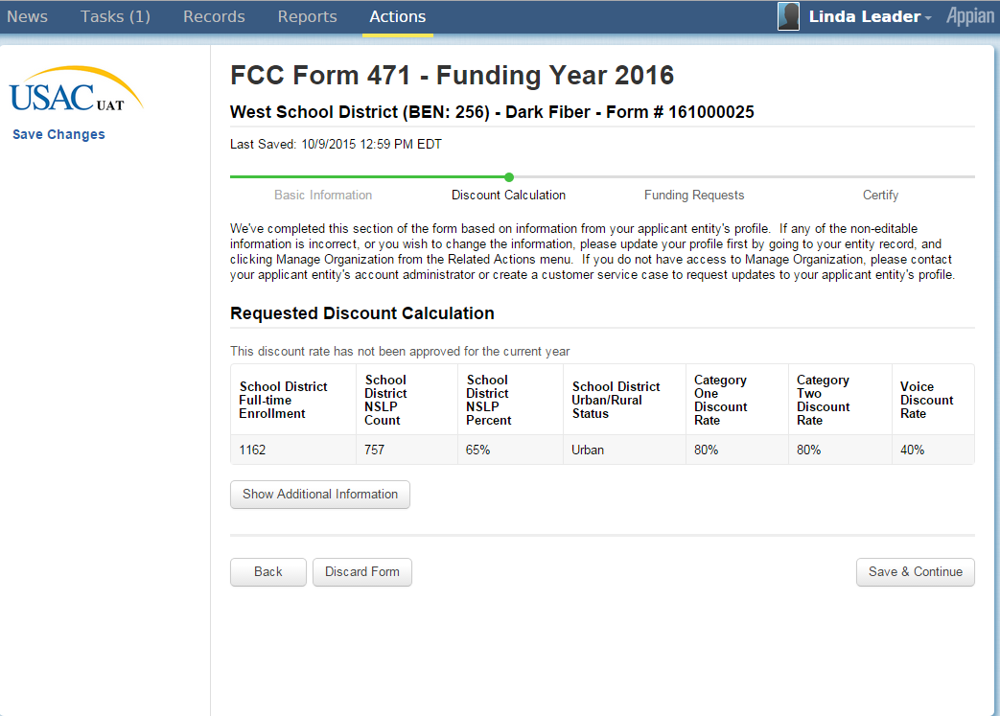 News Tasks (1) Records Reports Actions Linda Leader Appian
USAC UAT
Save Changes
FCC Form 471 - Funding Year 2016
West School District (BEN: 256) - Dark Fiber - Form # 161000025
Last Saved: 10/9/2015 12:59 PM EDT
Basic Information Discount Calculation Funding Requests Certify
We've completed this section of the form based on information from your applicant entity's profile. If any of the non-editable
information is incorrect, or you wish to change the information, please update your profile first by going to your entity record, and
clicking Manage Organization from the Related Actions menu. If you do not have access to Manage Organization, please contact
your applicant entity's account administrator or create a customer service case to request updates to your applicant entity's profile.
Requested Discount Calculation
This discount rate has not been approved for the current year
School District
Full-time
Enrollment
School
District
NSLP
Count
School
District
NSLP
Percent
School District
Urban/Rural
Status
Category
One
Discount
Rate
Category
Two
Discount
Rate
Voice
Discount
Rate
1162 757 65% Urban 80% 80% 40%
Show Additional Information
Back Discard Form Save & Continue